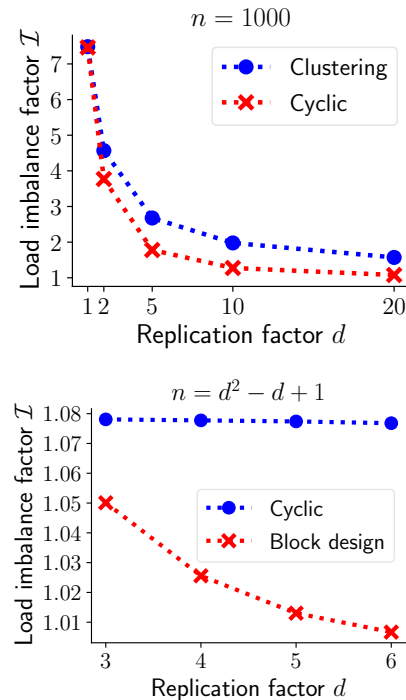 n = 1000
Load imbalance factor I
7
6
5
4
3
2
1
Clustering
Cyclic
1 2 5 10 20
Replication factor d
n = d² − d + 1
Load imbalance factor I
1.08
1.07
1.06
1.05
1.04
1.03
1.02
1.01
Cyclic
Block design
3 4 5 6
Replication factor d